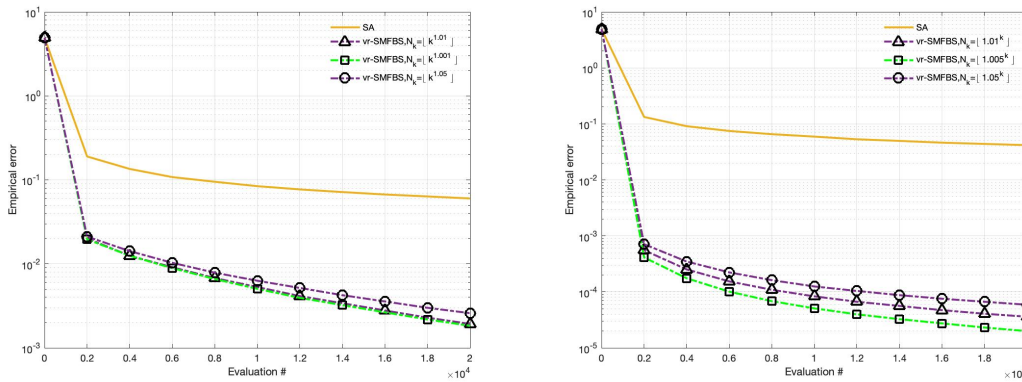 SA
vr-SMFBS,N_k=⌊ k^1.01 ⌋
vr-SMFBS,N_k=⌊ k^1.001 ⌋
vr-SMFBS,N_k=⌊ k^1.05 ⌋
10^1
10^0
10^-1
10^-2
10^-3
Empirical error
0 0.2 0.4 0.6 0.8 1 1.2 1.4 1.6 1.8 2
Evaluation #
×10^4
SA
vr-SMFBS,N_k=⌊ 1.01^k ⌋
vr-SMFBS,N_k=⌊ 1.005^k ⌋
vr-SMFBS,N_k=⌊ 1.05^k ⌋
10^1
10^0
10^-1
10^-2
10^-3
10^-4
10^-5
Empirical error
0 0.2 0.4 0.6 0.8 1 1.2 1.4 1.6 1.8
Evaluation #